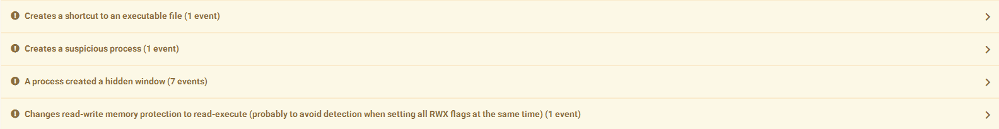 Creates a shortcut to an executable file (1 event)
Creates a suspicious process (1 event)
A process created a hidden window (7 events)
Changes read-write memory protection to read-execute (probably to avoid detection when setting all RWX flags at the same time) (1 event)